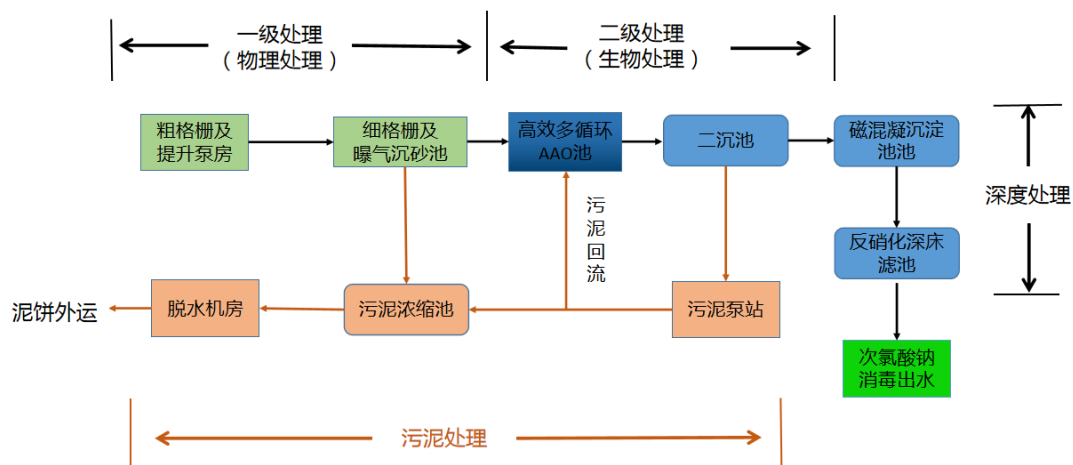 一级处理
（物理处理）
二级处理
（生物处理）
粗格栅及
提升泵房
细格栅及
曝气沉砂池
高效多循环
AAO池
二沉池
磁混凝沉淀
池池
深度处理
污
泥
回
流
反硝化深床
滤池
泥饼外运
脱水机房
污泥浓缩池
污泥泵站
次氯酸钠
消毒出水
污泥处理